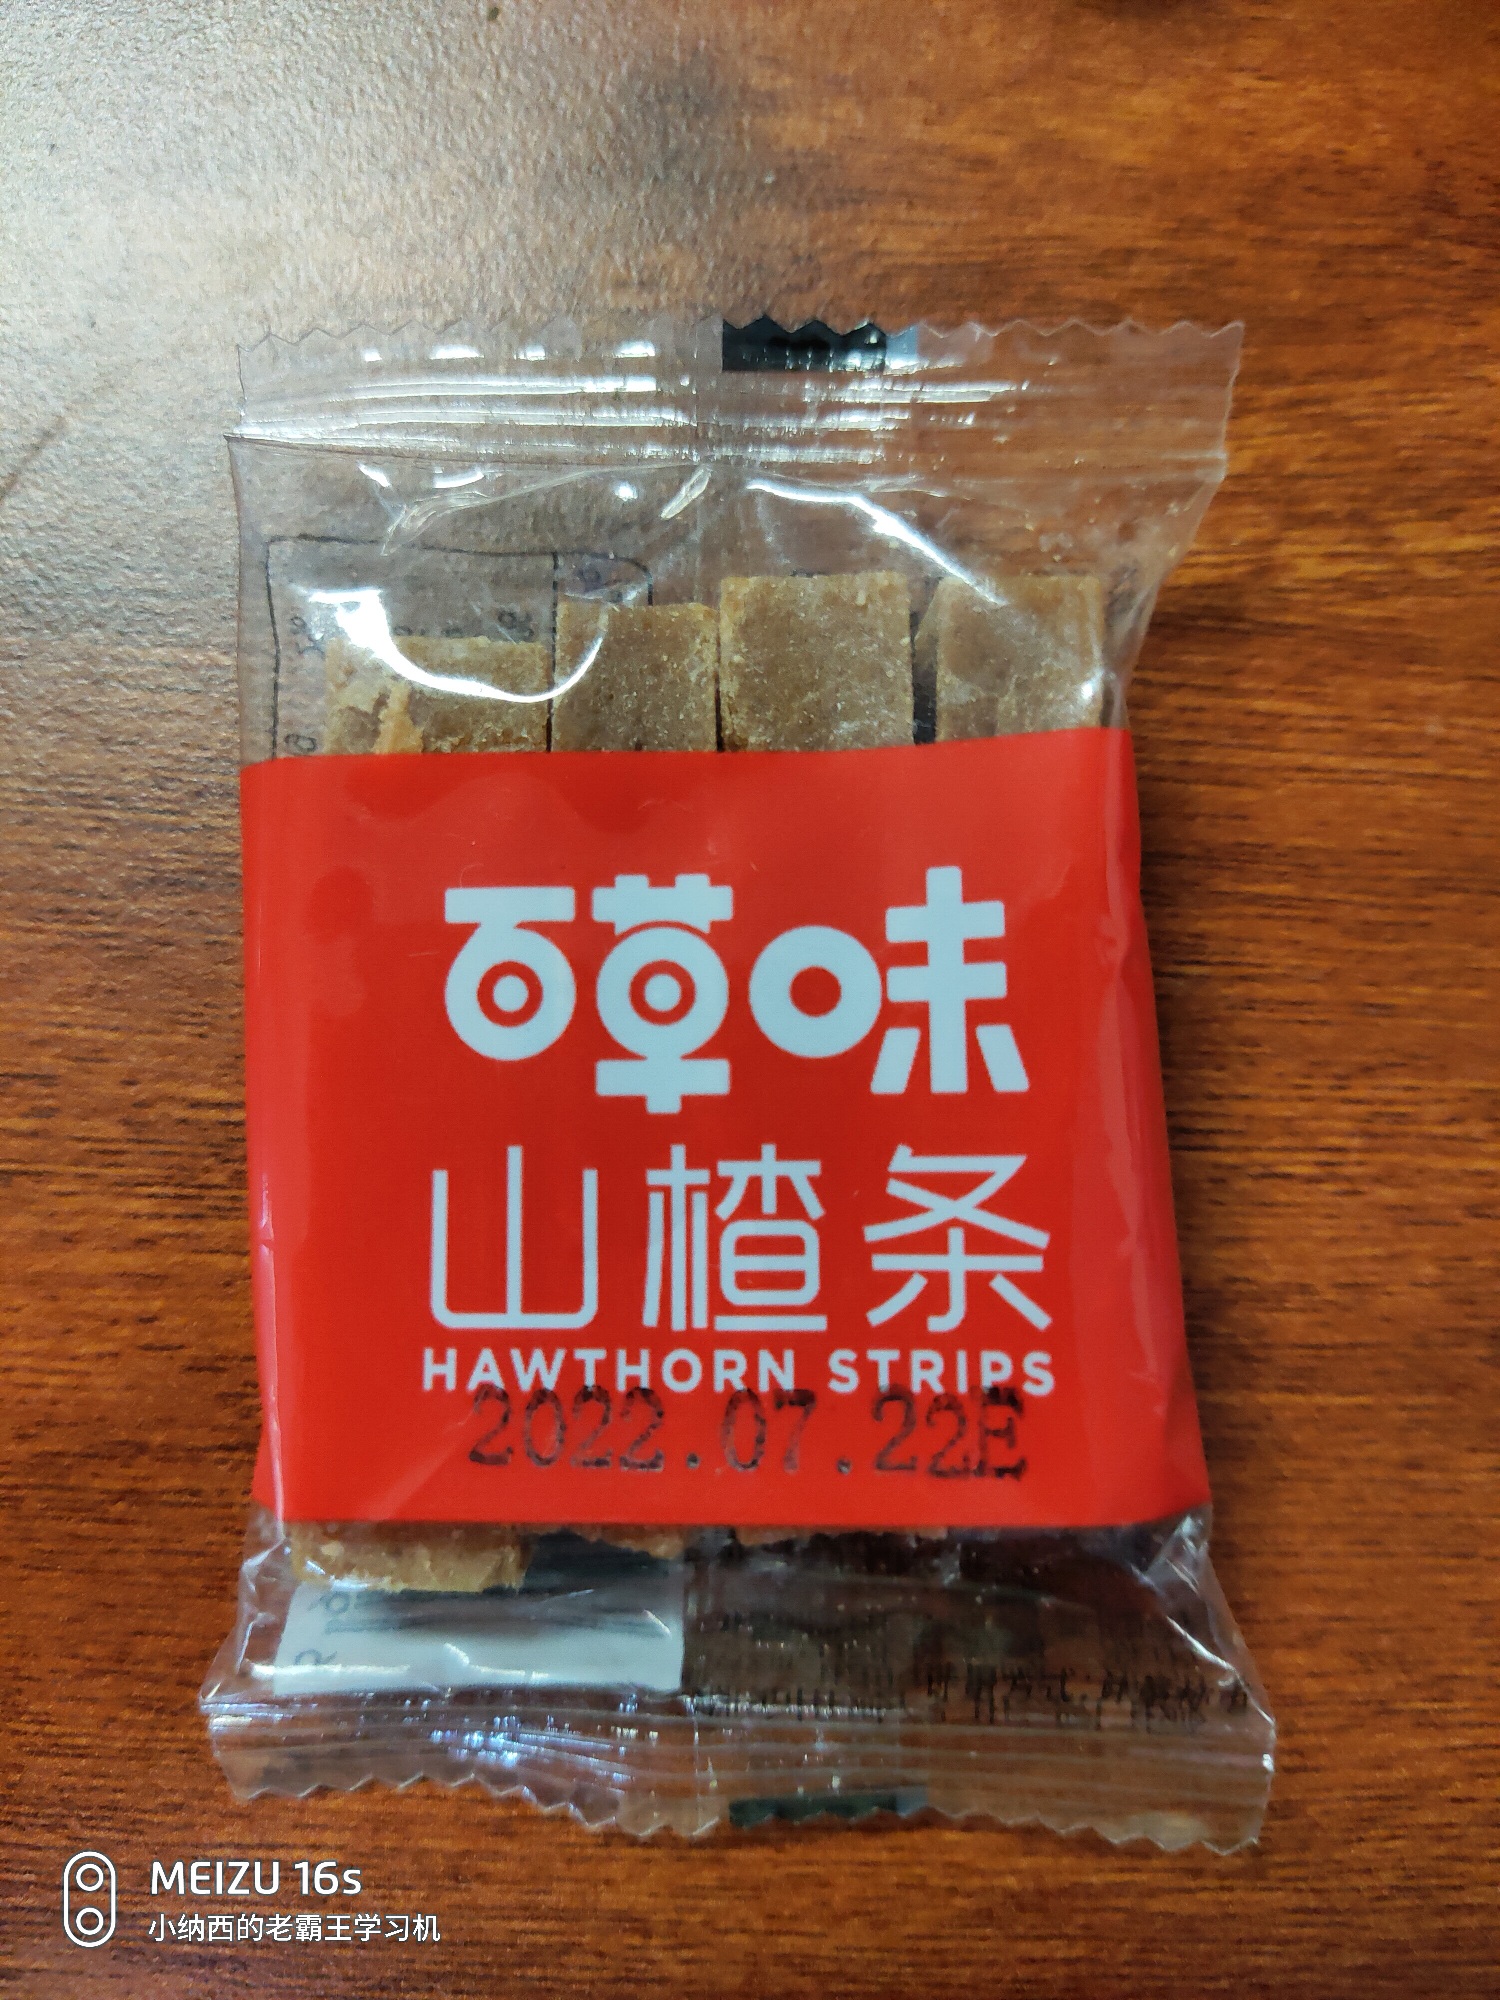 百草味
山楂条
HAWTHORN STRIPS
2022.07.22E
MEIZU 16s
小纳西的老霸王学习机